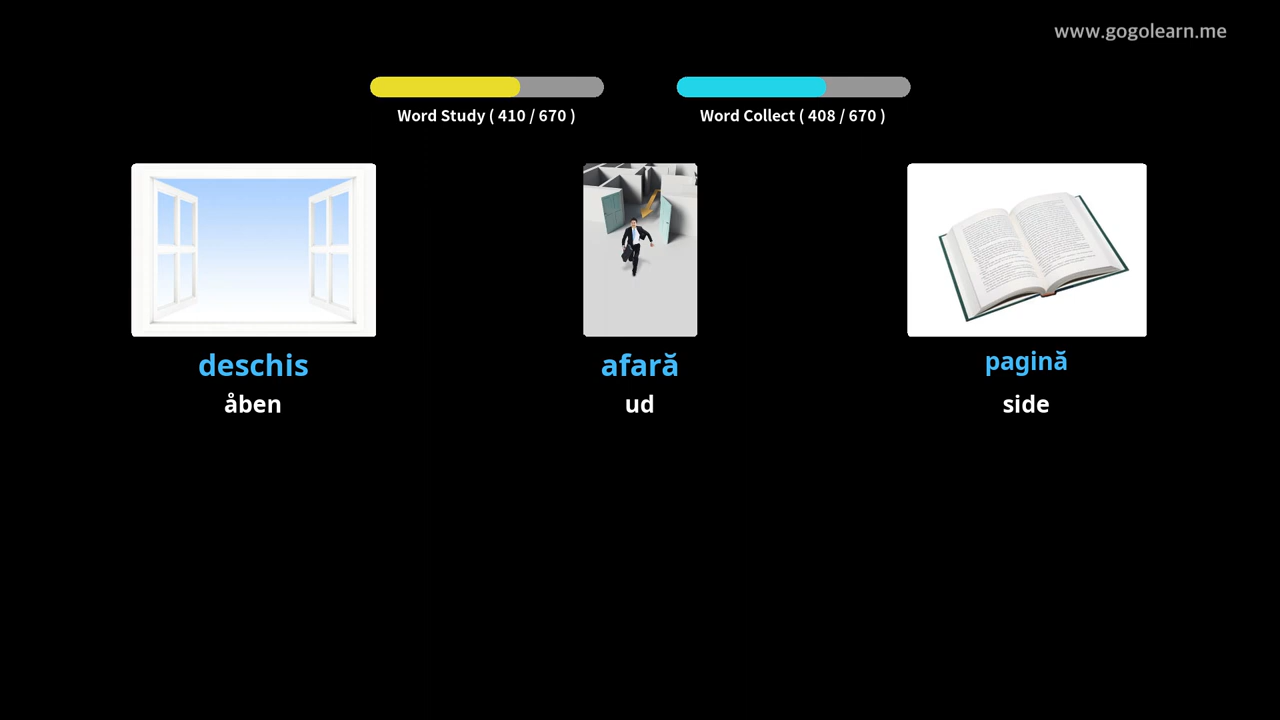 www.gogolearn.me
Word Study ( 410 / 670 )
Word Collect ( 408 / 670 )
deschis
afară
pagină
åben
ud
side